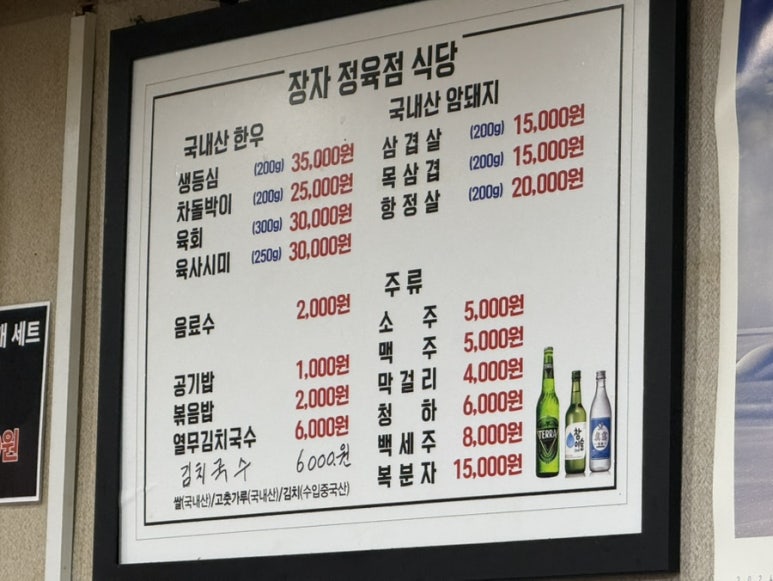 장자 정육점 식당
국내산 한우
생등심 (200g) 35,000원
차돌박이 (200g) 25,000원
육회 (300g) 30,000원
육사시미 (250g) 30,000원
음료수 2,000원
공기밥 1,000원
볶음밥 2,000원
열무김치국수 6,000원
김치국수 6000.원
쌀(국내산)/고춧가루(국내산)/김치(수입중국산)
국내산 암돼지
삼겹살 (200g) 15,000원
목삼겹 (200g) 15,000원
항정살 (200g) 20,000원
주류
소주 5,000원
맥주 5,000원
막걸리 4,000원
청하 6,000원
백세주 8,000원
복분자 15,000원
TERRA
세트
원